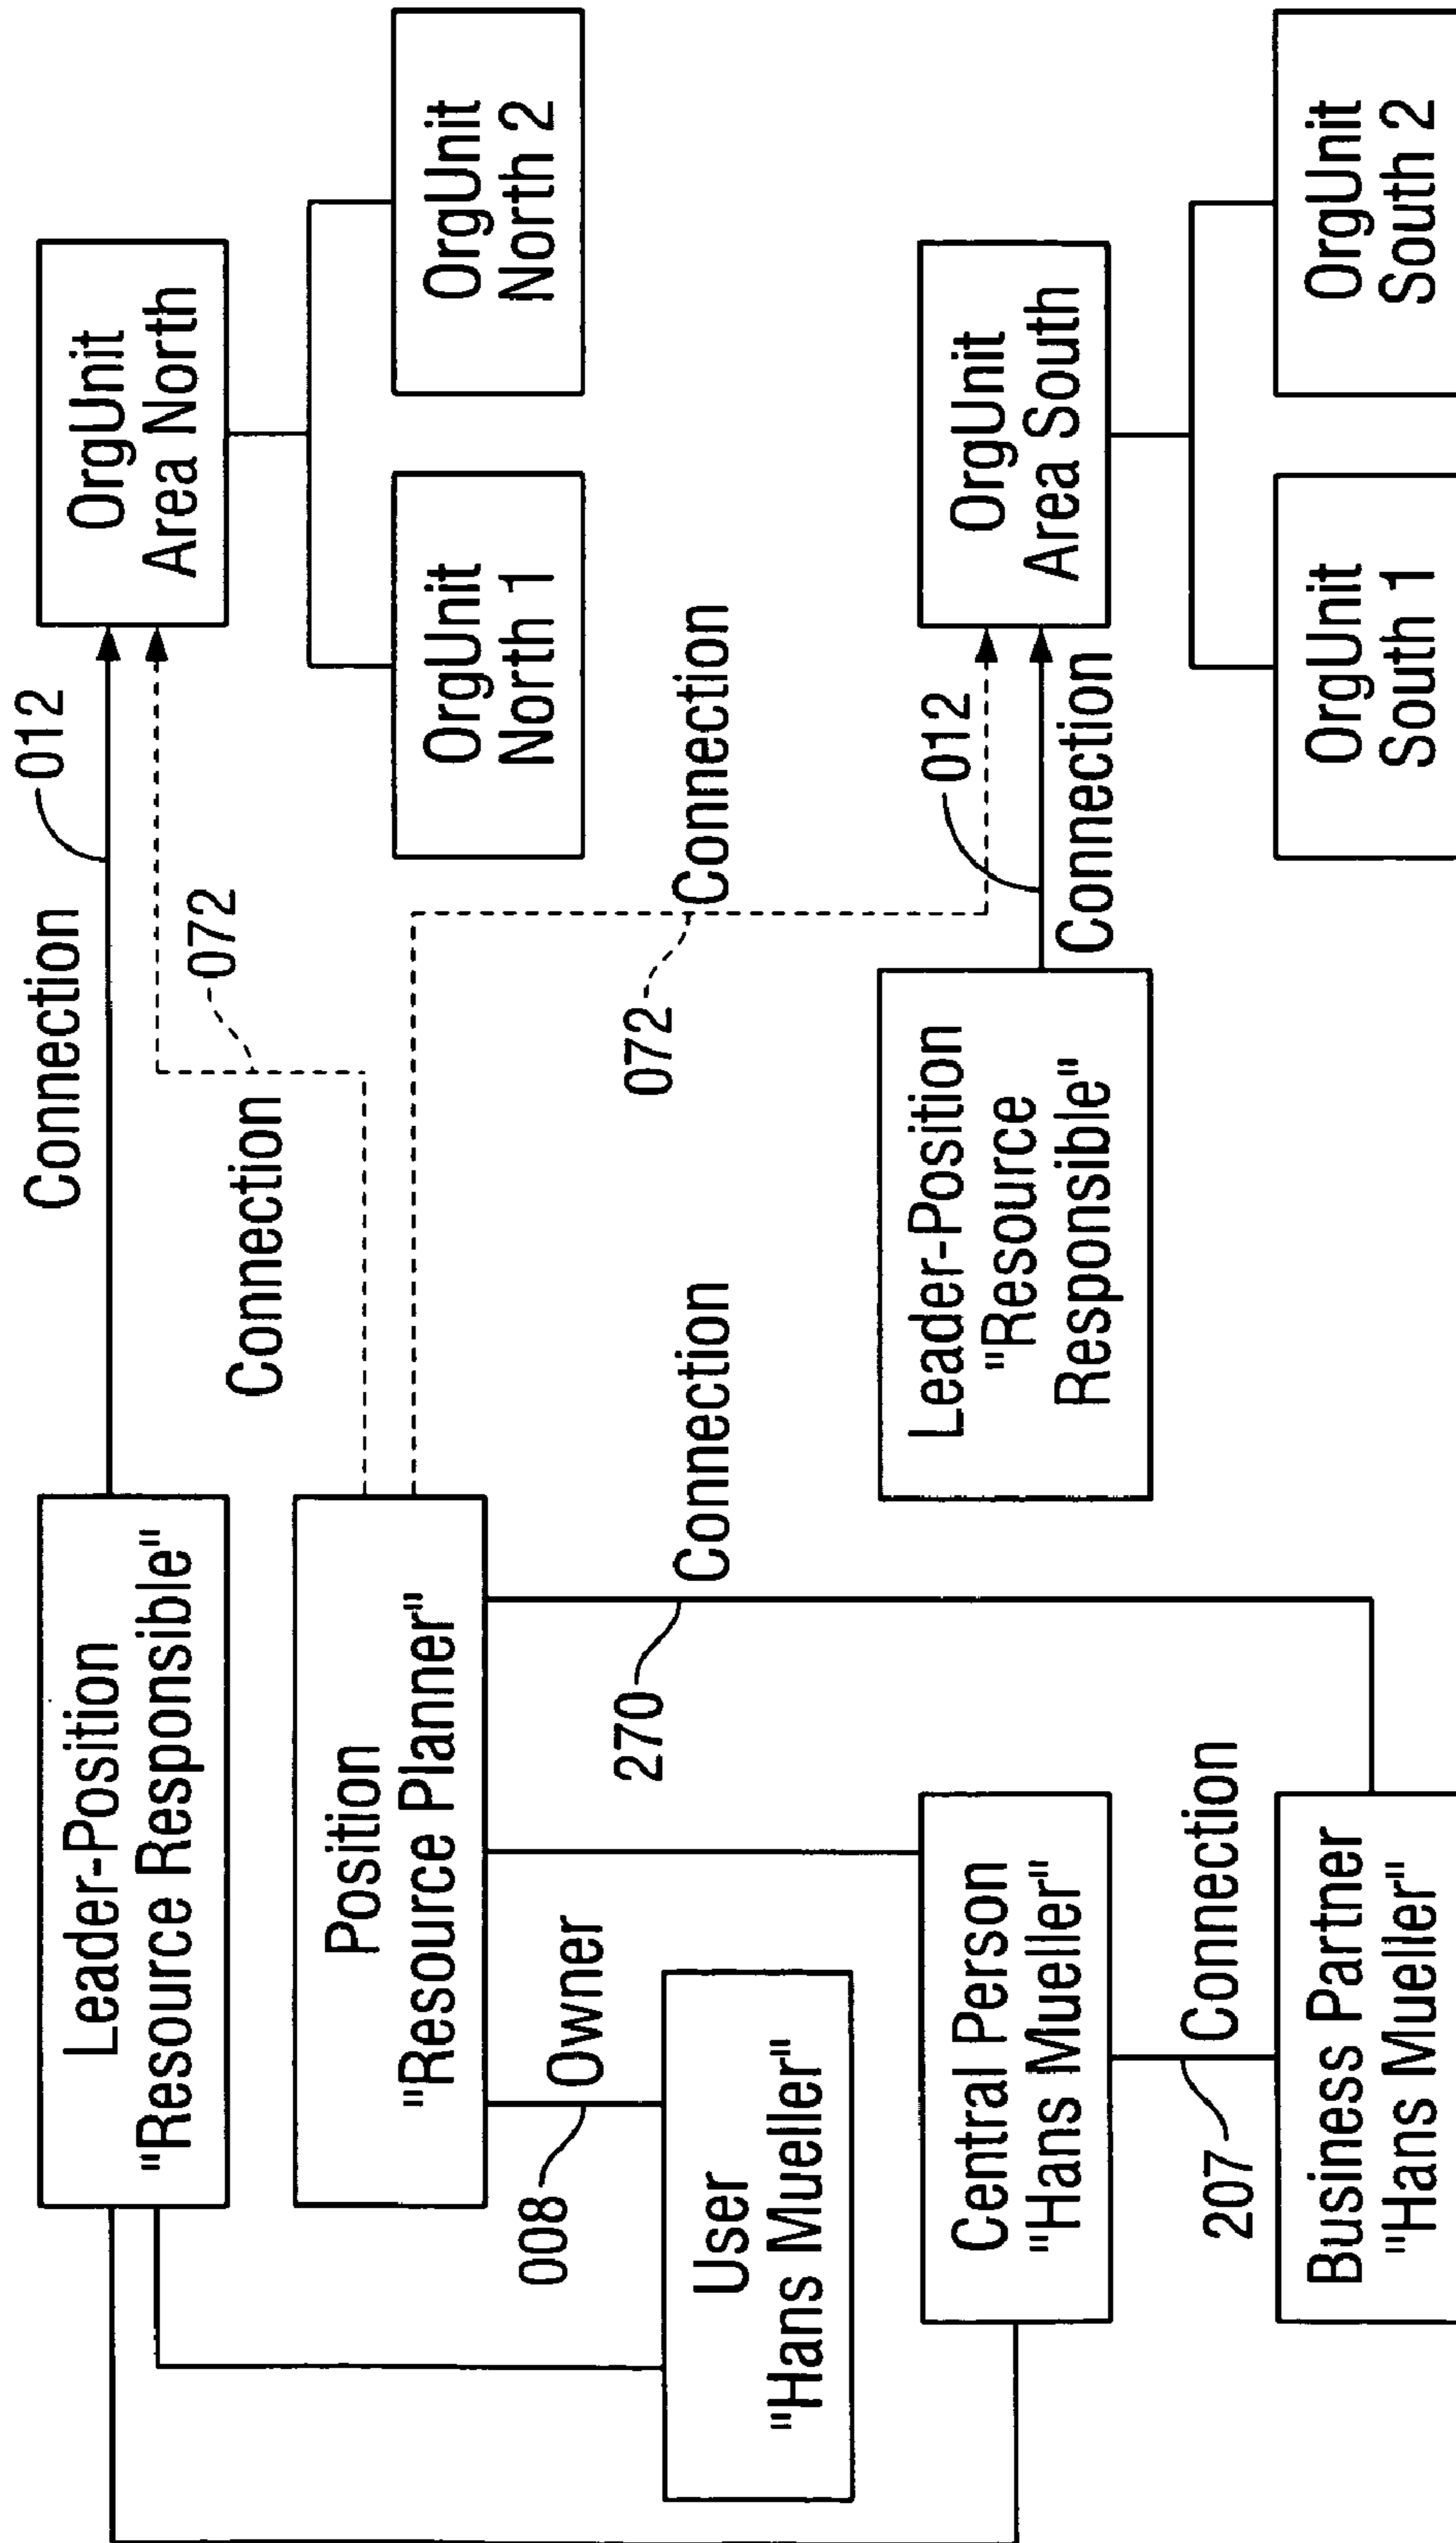 Leader-Position
"Resource Responsible"
Connection
012
OrgUnit
Area North
Position
"Resource Planner"
Connection
072
OrgUnit
North 1
OrgUnit
North 2
008
Owner
User
"Hans Mueller"
270
Connection
072
Connection
Central Person
"Hans Mueller"
Leader-Position
"Resource
Responsible"
012
Connection
OrgUnit
Area South
207
Connection
Business Partner
"Hans Mueller"
OrgUnit
South 1
OrgUnit
South 2